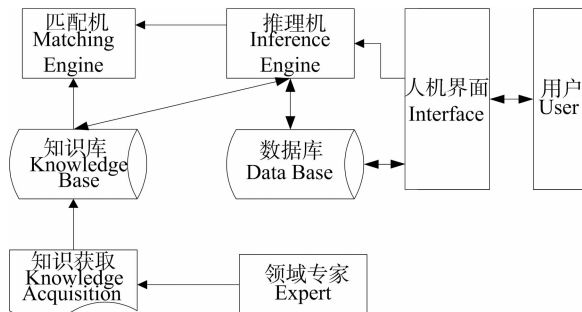 匹配机
Matching
Engine
推理机
Inference
Engine
人机界面
Interface
用户
User
知识库
Knowledge
Base
数据库
Data Base
知识获取
Knowledge
Acquisition
领域专家
Expert